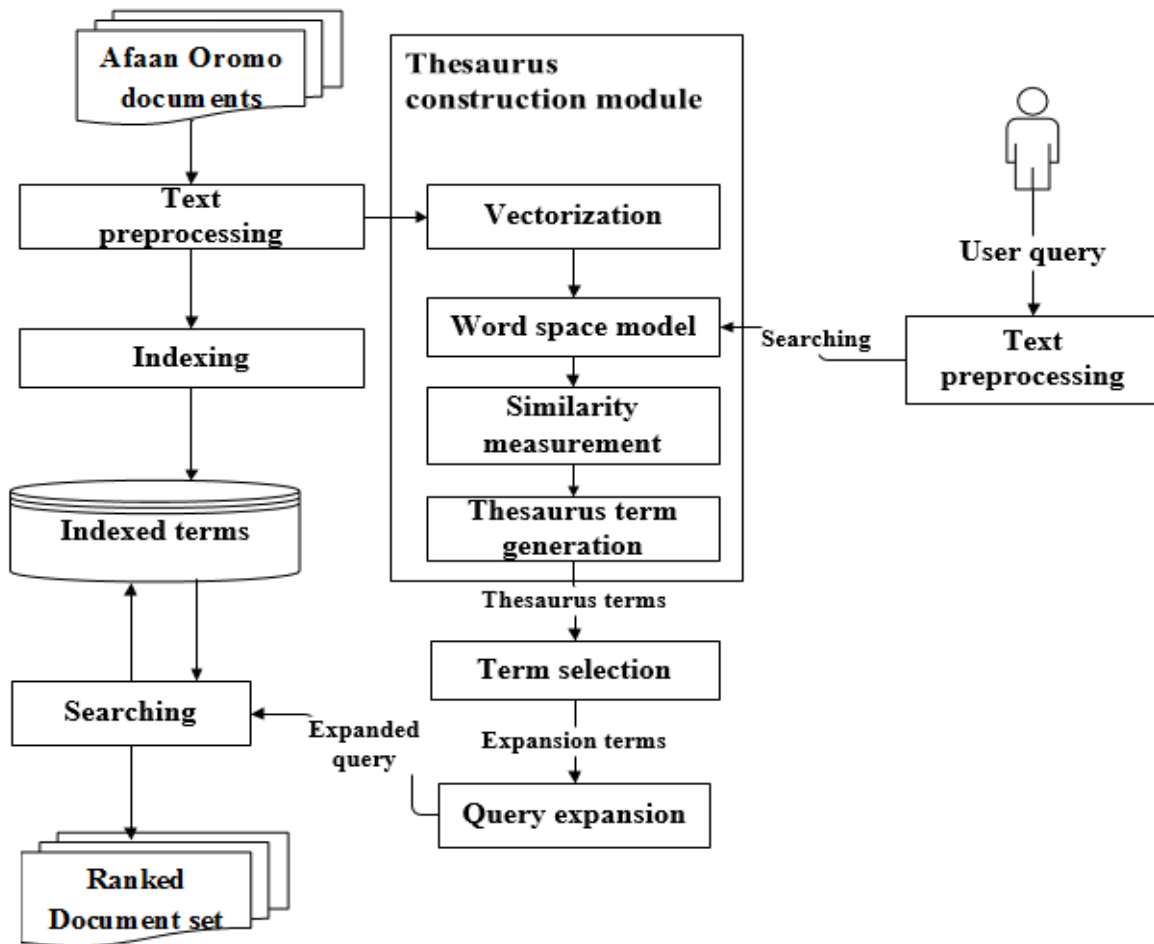 Afaan Oromo
documents
Text
preprocessing
Indexing
Indexed terms
Searching
Ranked
Document set
Thesaurus
construction module
Vectorization
Word space model
Similarity
measurement
Thesaurus term
generation
Thesaurus terms
Term selection
Expansion terms
Query expansion
Expanded
query
Searching
User query
Text
preprocessing